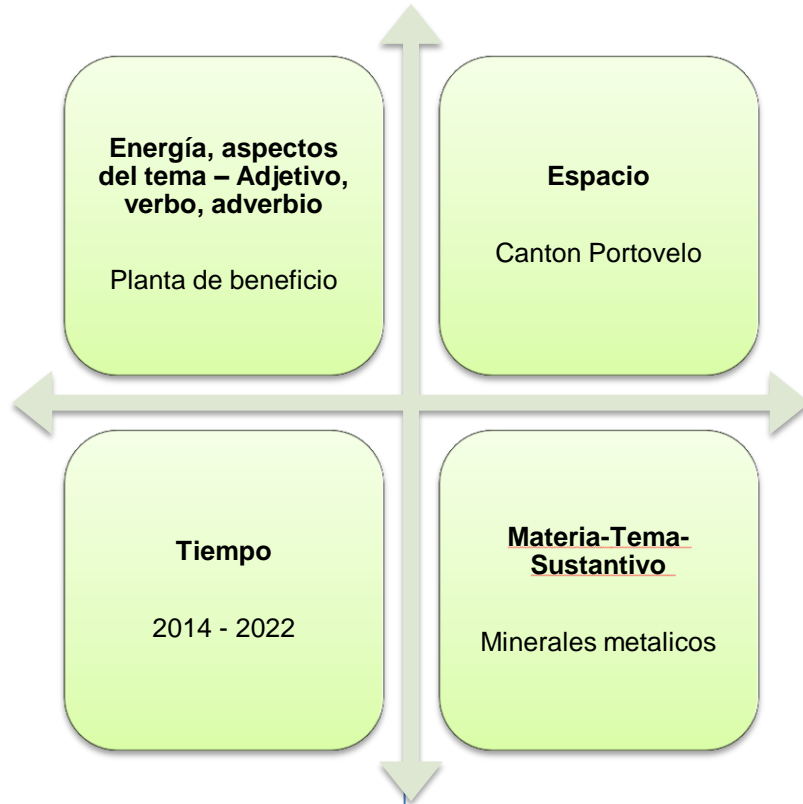 Energía, aspectos
del tema – Adjetivo,
verbo, adverbio
Planta de beneficio
Espacio
Canton Portovelo
Tiempo
2014 - 2022
Materia-Tema-
Sustantivo
Minerales metalicos